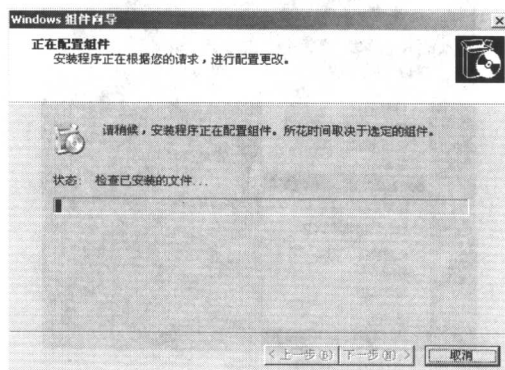 Windows 组件向导
正在配置组件
安装程序正在根据您的请求，进行配置更改。
请稍候，安装程序正在配置组件。所花时间取决于选定的组件。
状态: 检查已安装的文件...
< 上一步(B) 下一步(N) > 取消